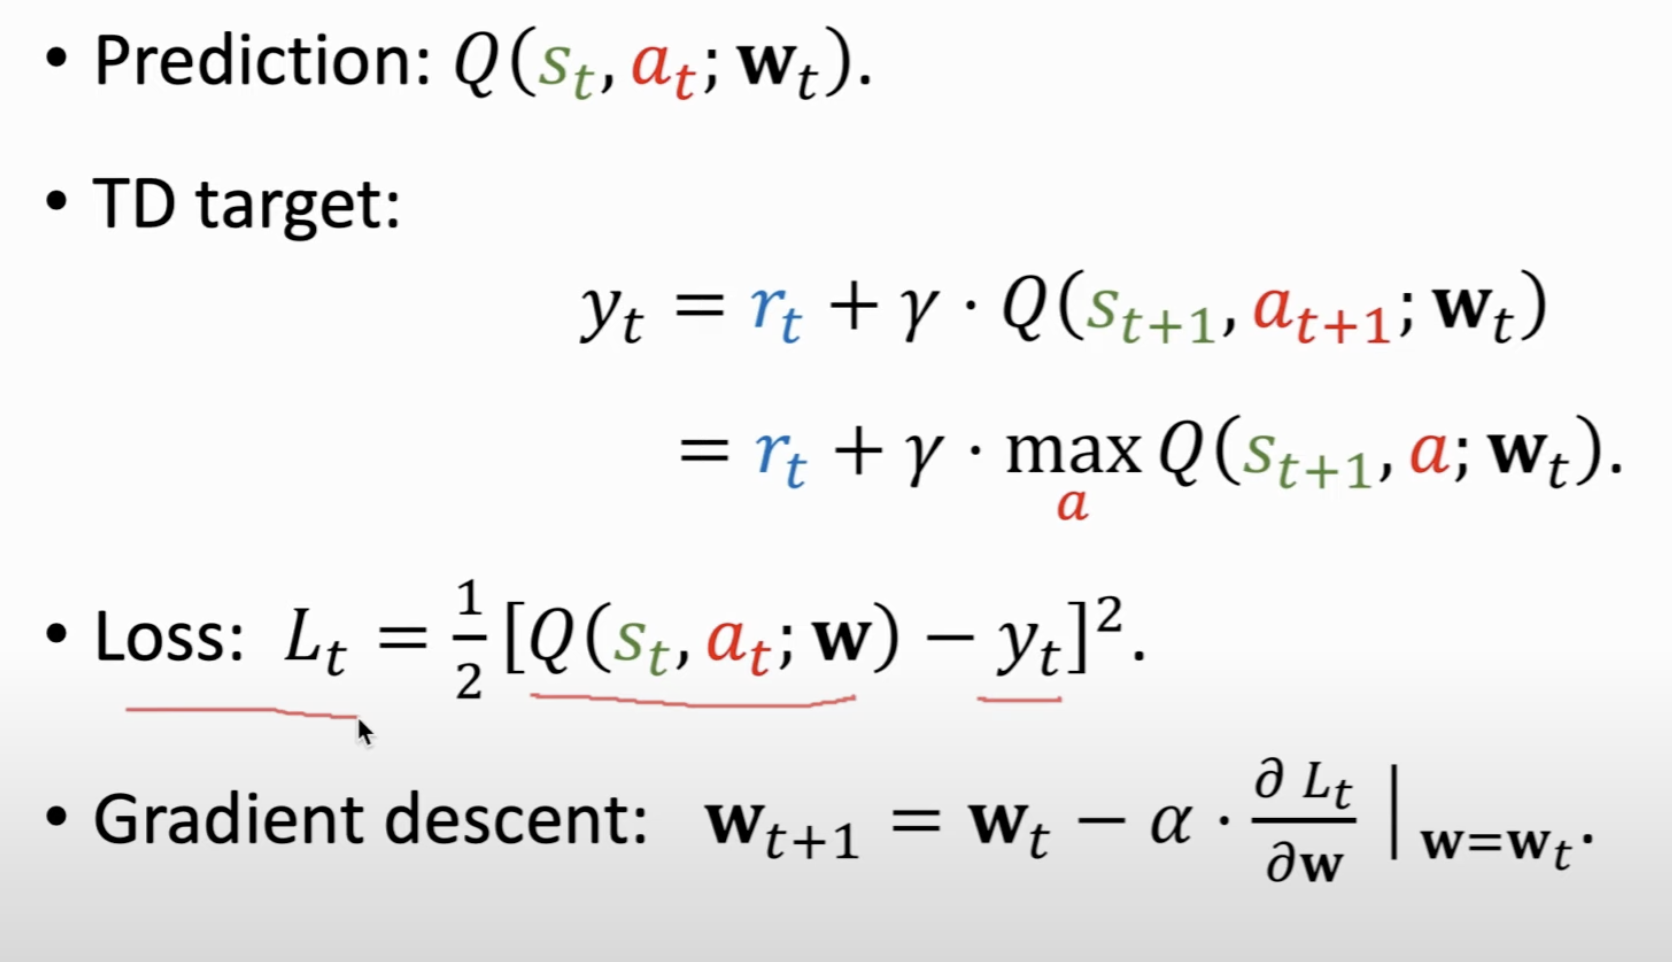 • Prediction: Q(s_t, a_t; w_t).
• TD target:
y_t = r_t + γ · Q(s_{t+1}, a_{t+1}; w_t)
= r_t + γ · max_a Q(s_{t+1}, a; w_t).
• Loss: L_t = 1/2 [Q(s_t, a_t; w) − y_t]^2.
• Gradient descent: w_{t+1} = w_t − α · ∂ L_t / ∂w |_{w=w_t}.